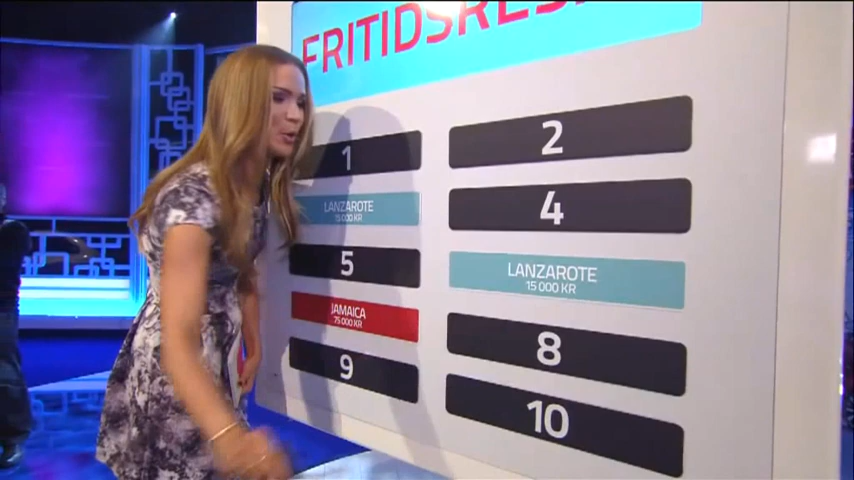 FRITIDSRES
1
2
LANZAROTE
15 000 KR
4
5
LANZAROTE
15 000 KR
JAMAICA
75 000 KR
8
9
10